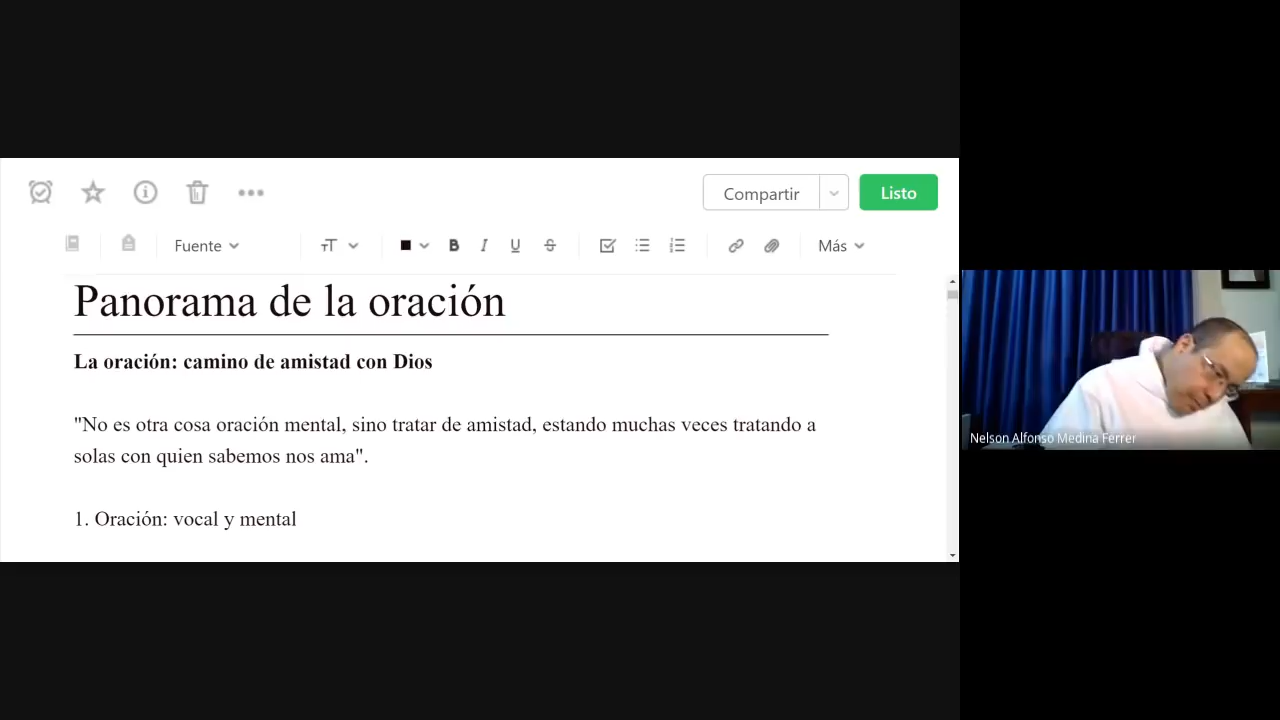 Compartir
Listo
Fuente
Más
Panorama de la oración
La oración: camino de amistad con Dios
"No es otra cosa oración mental, sino tratar de amistad, estando muchas veces tratando a
solas con quien sabemos nos ama".
1. Oración: vocal y mental
Nelson Alfonso Medina Ferrer